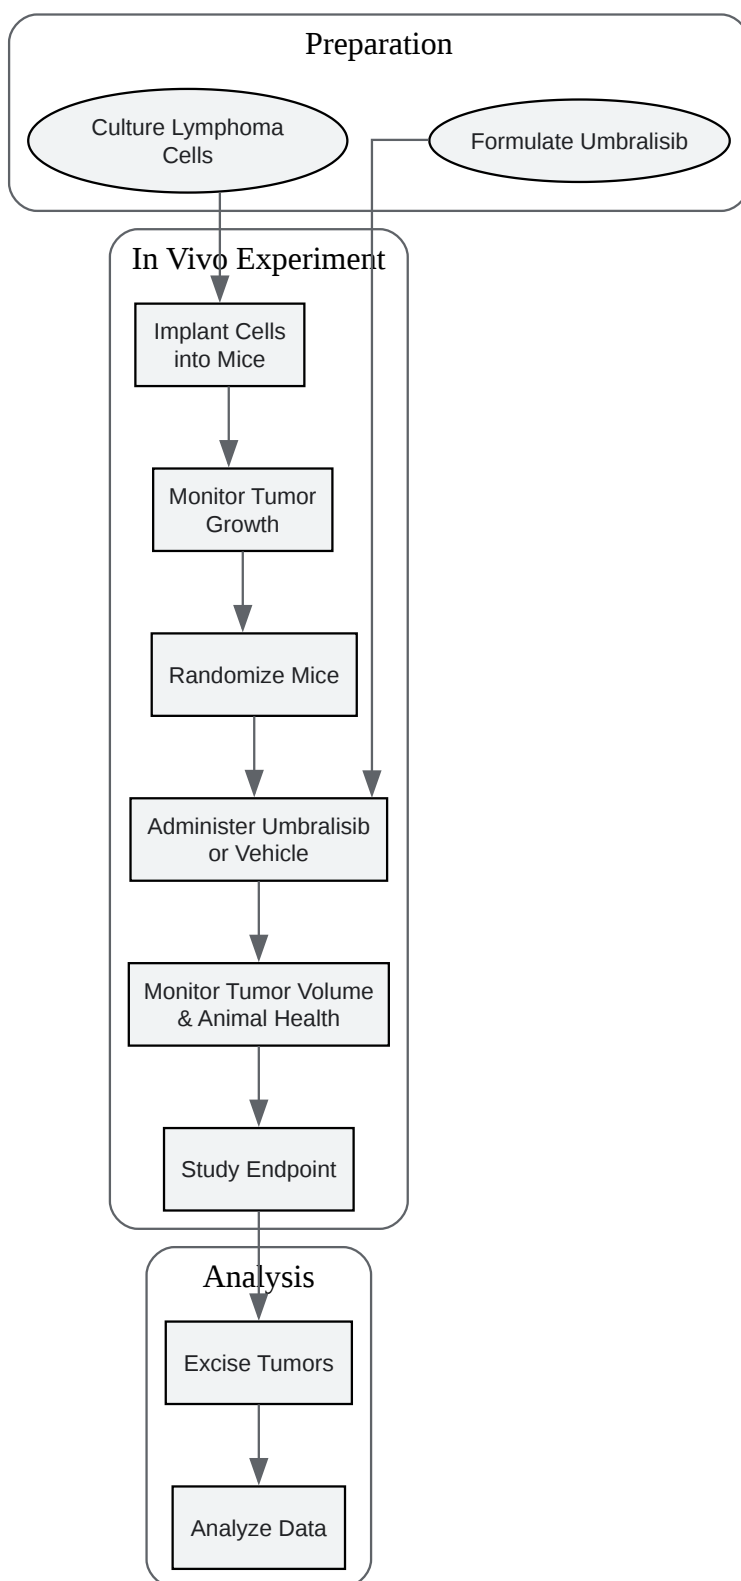 Preparation
Culture Lymphoma
Cells
Formulate Umbralisib
In Vivo Experiment
Implant Cells
into Mice
Monitor Tumor
Growth
Randomize Mice
Administer Umbralisib
or Vehicle
Monitor Tumor Volume
& Animal Health
Study Endpoint
Analysis
Excise Tumors
Analyze Data